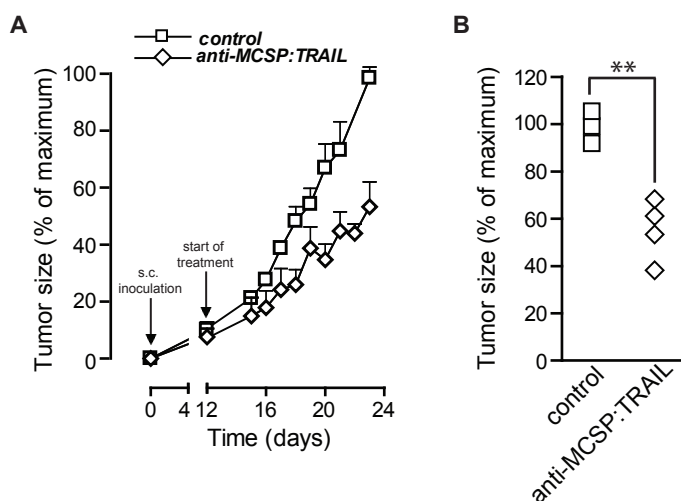 A
control
anti-MCSP:TRAIL
Tumor size (% of maximum)
100
80
60
40
20
0
s.c.
inoculation
start of
treatment
0 4 12 16 20 24
Time (days)
B
**
Tumor size (% of maximum)
120
100
80
60
40
20
0
control
anti-MCSP:TRAIL